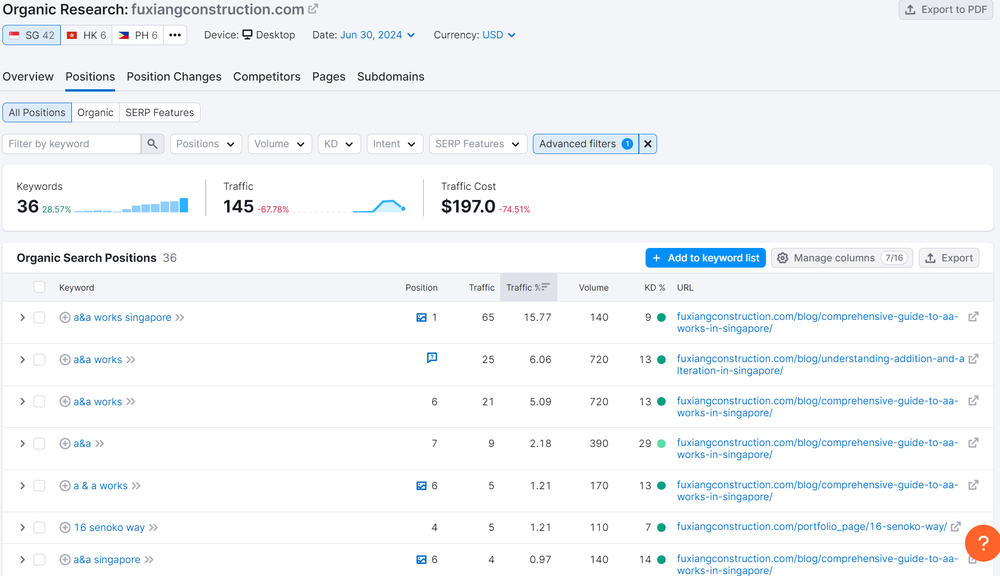 Organic Research: fuxiangconstruction.com
Export to PDF
SG 42 HK 6 PH 6 ••• Device: Desktop Date: Jun 30, 2024 Currency: USD
Overview Positions Position Changes Competitors Pages Subdomains
All Positions Organic SERP Features
Filter by keyword Positions Volume KD Intent SERP Features Advanced filters 1
Keywords Traffic Traffic Cost
36 28.57% 145 -67.78% $197.0 -74.51%
Organic Search Positions 36 + Add to keyword list Manage columns 7/16 Export
Keyword Position Traffic Traffic % Volume KD % URL
a&a works singapore 1 65 15.77 140 9 fuxiangconstruction.com/blog/comprehensive-guide-to-aa-
works-in-singapore/
a&a works 25 6.06 720 13 fuxiangconstruction.com/blog/understanding-addition-and-a
lteration-in-singapore/
a&a works 6 21 5.09 720 13 fuxiangconstruction.com/blog/comprehensive-guide-to-aa-
works-in-singapore/
a&a 7 9 2.18 390 29 fuxiangconstruction.com/blog/comprehensive-guide-to-aa-
works-in-singapore/
a & a works 6 5 1.21 170 13 fuxiangconstruction.com/blog/comprehensive-guide-to-aa-
works-in-singapore/
16 senoko way 4 5 1.21 110 7 fuxiangconstruction.com/portfolio_page/16-senoko-way/
?
a&a singapore 6 4 0.97 140 14 fuxiangconstruction.com/blog/comprehensive-guide-to-aa-
works-in-singapore/